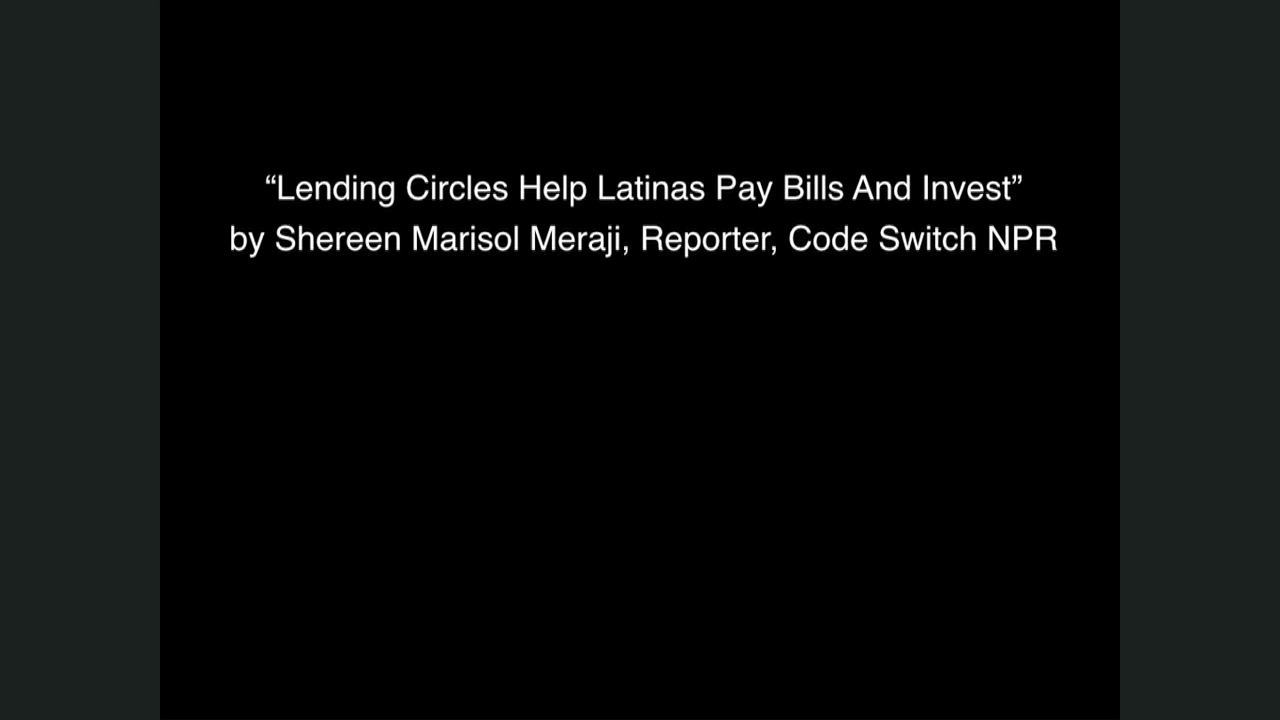 “Lending Circles Help Latinas Pay Bills And Invest”
by Shereen Marisol Meraji, Reporter, Code Switch NPR